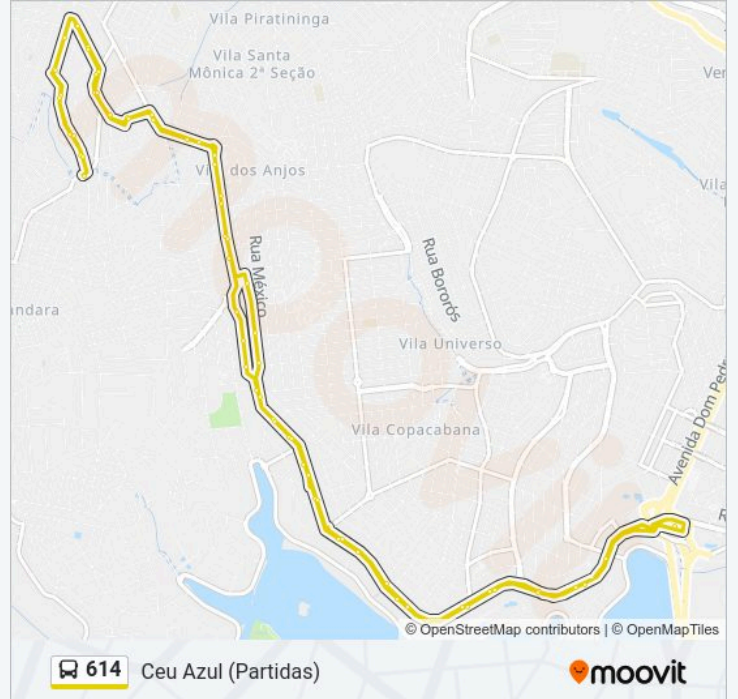 Vila Piratininga
Vila Santa
Mônica 2ª Seção
Ver
Vila dos Anjos
Vila
Rua México
Rua Bororós
andara
Vila Universo
Avenida Dom Pedr
Vila Copacabana
R
© OpenStreetMap contributors | © OpenMapTiles
614 Ceu Azul (Partidas)
moovit